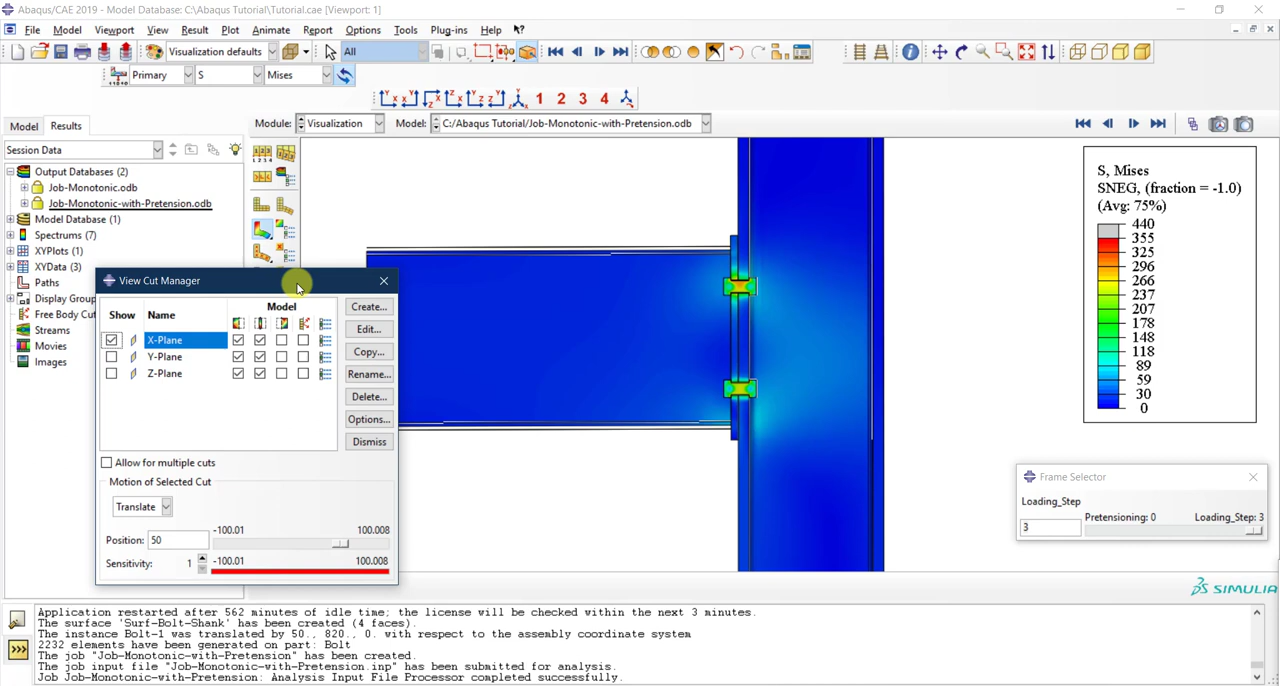 Abaqus/CAE 2019 - Model Database: C:\Abaqus Tutorial\Tutorial.cae [Viewport: 1]
File Model Viewport View Result Plot Animate Report Options Tools Plug-ins Help
Visualization defaults All
Primary S Mises
1 2 3 4
Model Results Module: Visualization Model: C:/Abaqus Tutorial/Job-Monotonic-with-Pretension.odb
Session Data
Output Databases (2)
Job-Monotonic.odb
Job-Monotonic-with-Pretension.odb
Model Database (1)
Spectrums (7)
XYPlots (1)
XYData (3)
Paths
Display Group
Free Body Cut
Streams
Movies
Images
View Cut Manager
Show Name Model
X-Plane
Y-Plane
Z-Plane
Create...
Edit...
Copy...
Rename...
Delete...
Options...
Dismiss
Allow for multiple cuts
Motion of Selected Cut
Translate
-100.01 100.008
Position: 50
Sensitivity: 1 -100.01 100.008
S, Mises
SNEG, (fraction = -1.0)
(Avg: 75%)
440
355
325
296
266
237
207
178
148
118
89
59
30
0
Frame Selector
Loading_Step
3 Pretensioning: 0 Loading_Step: 3
SIMULIA
Application restarted after 562 minutes of idle time; the license will be checked within the next 3 minutes.
The surface 'Surf-Bolt-Shank' has been created (4 faces).
The instance Bolt-1 was translated by 50., 820., 0. with respect to the assembly coordinate system
2232 elements have been generated on part: Bolt
The job "Job-Monotonic-with-Pretension" has been created.
The job input file "Job-Monotonic-with-Pretension.inp" has been submitted for analysis.
Job Job-Monotonic-with-Pretension: Analysis Input File Processor completed successfully.